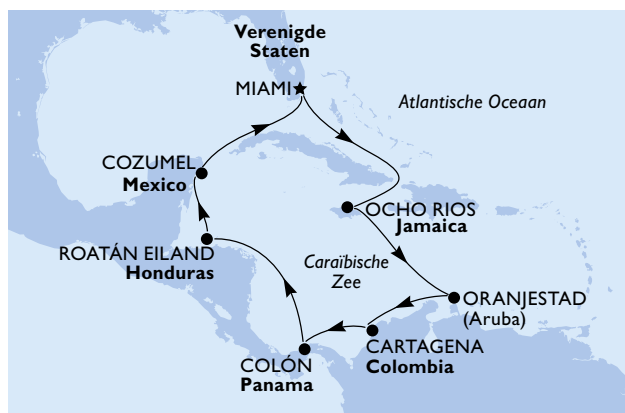 Verenigde
Staten
MIAMI
Atlantische Oceaan
COZUMEL
Mexico
OCHO RIOS
Jamaica
ROATÁN EILAND
Honduras
Caraïbische
Zee
ORANJESTAD
(Aruba)
CARTAGENA
Colombia
COLÓN
Panama